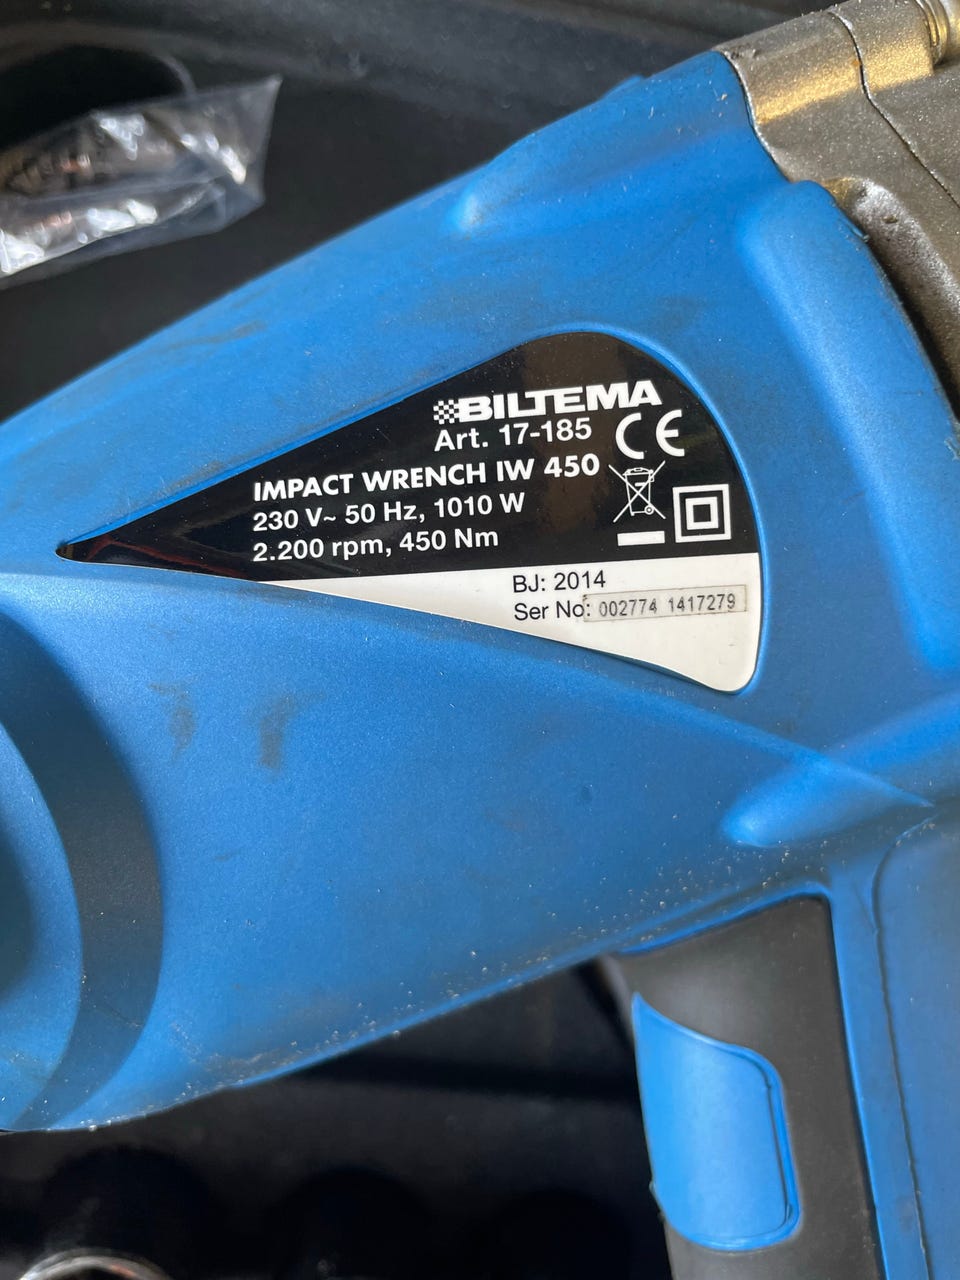 BILTEMA
Art. 17-185 CE
IMPACT WRENCH IW 450
230 V~ 50 Hz, 1010 W
2.200 rpm, 450 Nm
BJ: 2014
Ser No: 002774 1417279